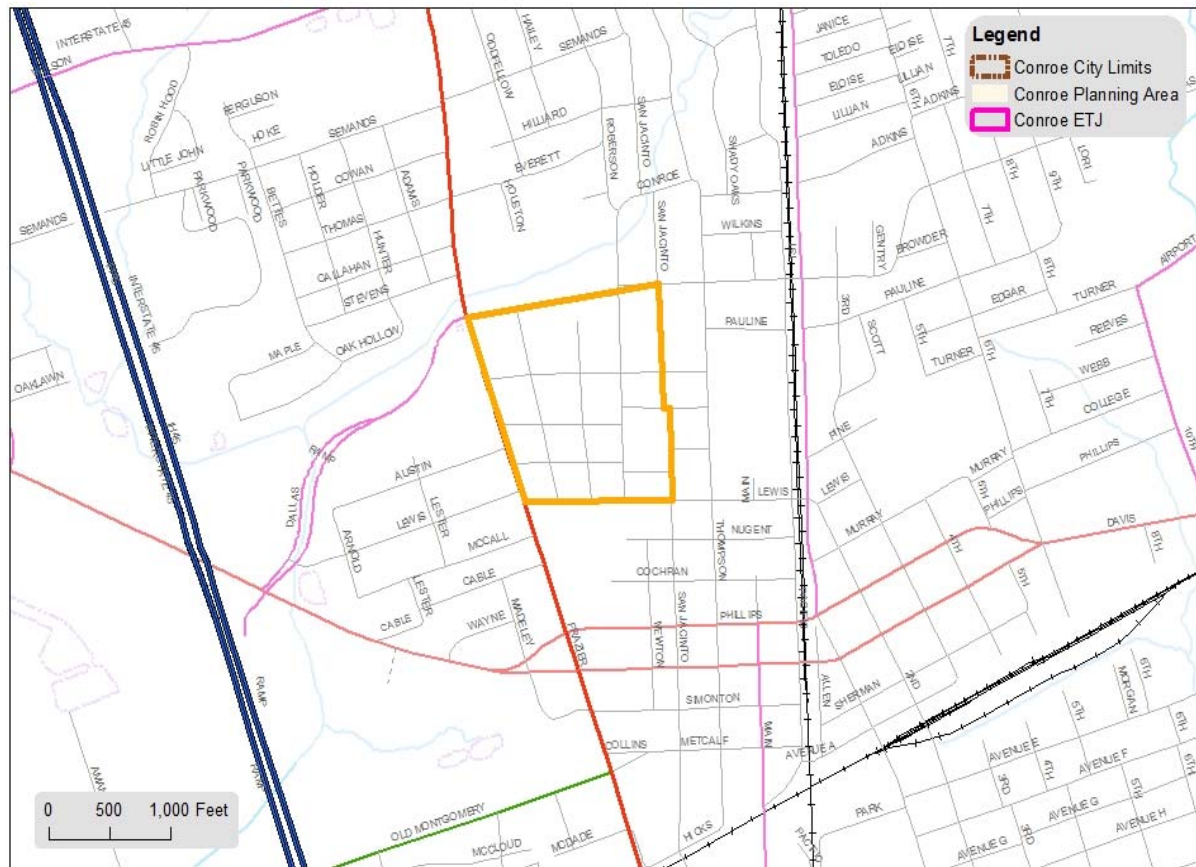 Legend
Conroe City Limits
Conroe Planning Area
Conroe ETJ
INTERSTATE 45
WILSON
ROBIN HOOD
FERGUSON
HOKE
LITTLE JOHN
SEMANDS
COWAN
ADAMS
PARKWOOD
PARKWOOD
BETTES
THOMAS
HUNTER
CALLAHAN
STEVENS
SEMANDS
INTERSTATE 45
MAPLE
OAK HOLLOW
OAKLAWN
ODDFELLOW
HAILEY
SEMANDS
HILLIARD
EVERETT
ROBERSON
SAN JACINTO
SHADY OAKS
CONROE
SAN JACINTO
WILKINS
PAULINE
JANICE
TOLEDO
ELOISE
7TH
ELOISE
LILLIAN
LILLIAN
6TH
ADKINS
ADKINS
8TH
9TH
LORI
7TH
GENTRY
BROWDER
3RD
PAULINE
SCOTT
5TH
EDGAR
8TH
TURNER
AIRPORT
TURNER
6TH
REEVES
WEBB
7TH
COLLEGE
PINE
MURRAY
PHILLIPS
10TH
RAMP
AUSTIN
DALLAS
LEWIS
LESTER
ARNOLD
MCCALL
CABLE
LESTER
CABLE
WAYNE
MADELEY
FRAZIER
MAIN
LEWIS
LEWIS
NUGENT
THOMPSON
COCHRAN
SAN JACINTO
NEWTON
PHILLIPS
MURRAY
PHILLIPS
4TH
5TH
DAVIS
8TH
SIMONTON
ALLEN
SHERMAN
2ND
COLLINS
METCALF
MAIN
AVENUE A
RAMP
OLD MONTGOMERY
MCCLOUD
MCDADE
HICKS
PARK
AVENUE E
5TH
MORGAN
6TH
6TH
3RD
4TH
AVENUE F
5TH
6TH
AVENUE G
3RD
AVENUE G
AVENUE H
0 500 1,000 Feet